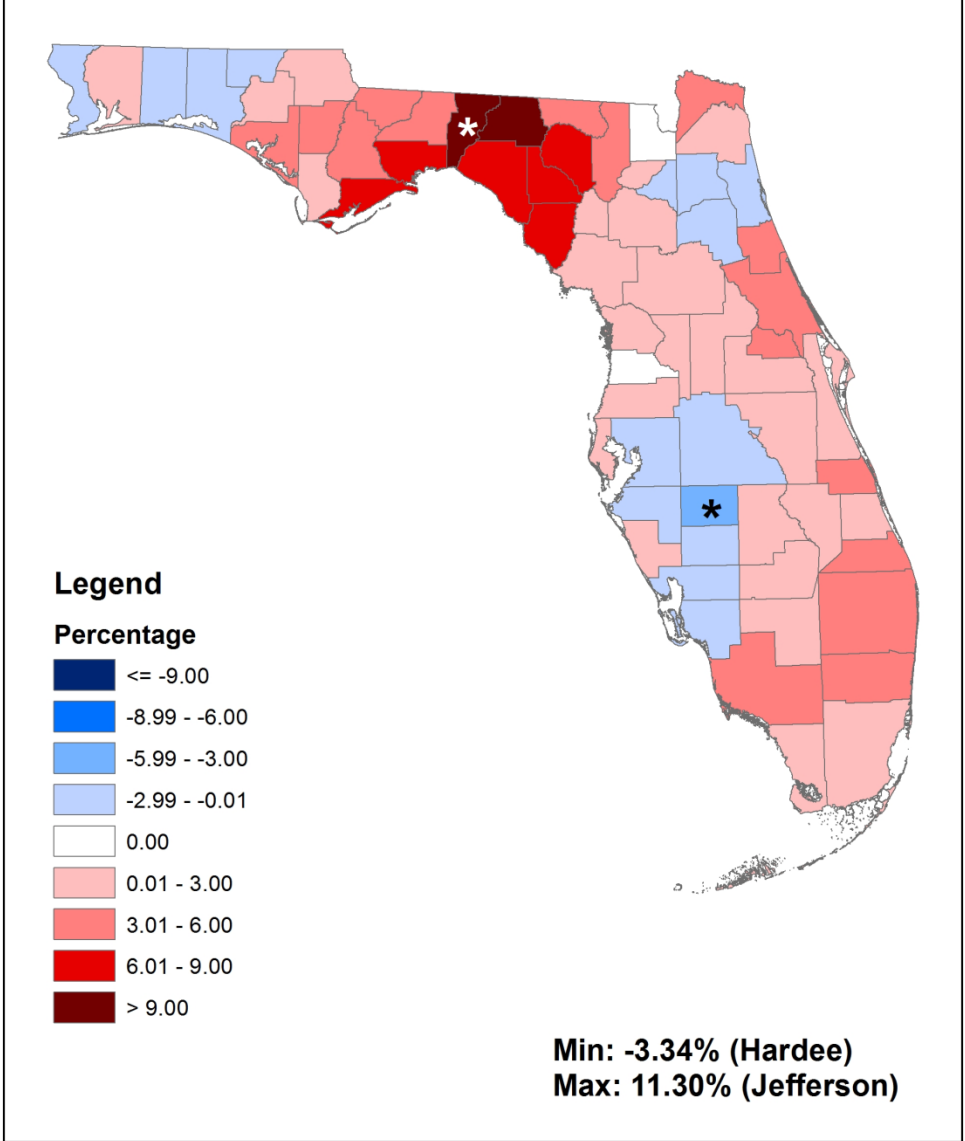 *
*
Legend
Percentage
<= -9.00
-8.99 - -6.00
-5.99 - -3.00
-2.99 - -0.01
0.00
0.01 - 3.00
3.01 - 6.00
6.01 - 9.00
> 9.00
Min: -3.34% (Hardee)
Max: 11.30% (Jefferson)